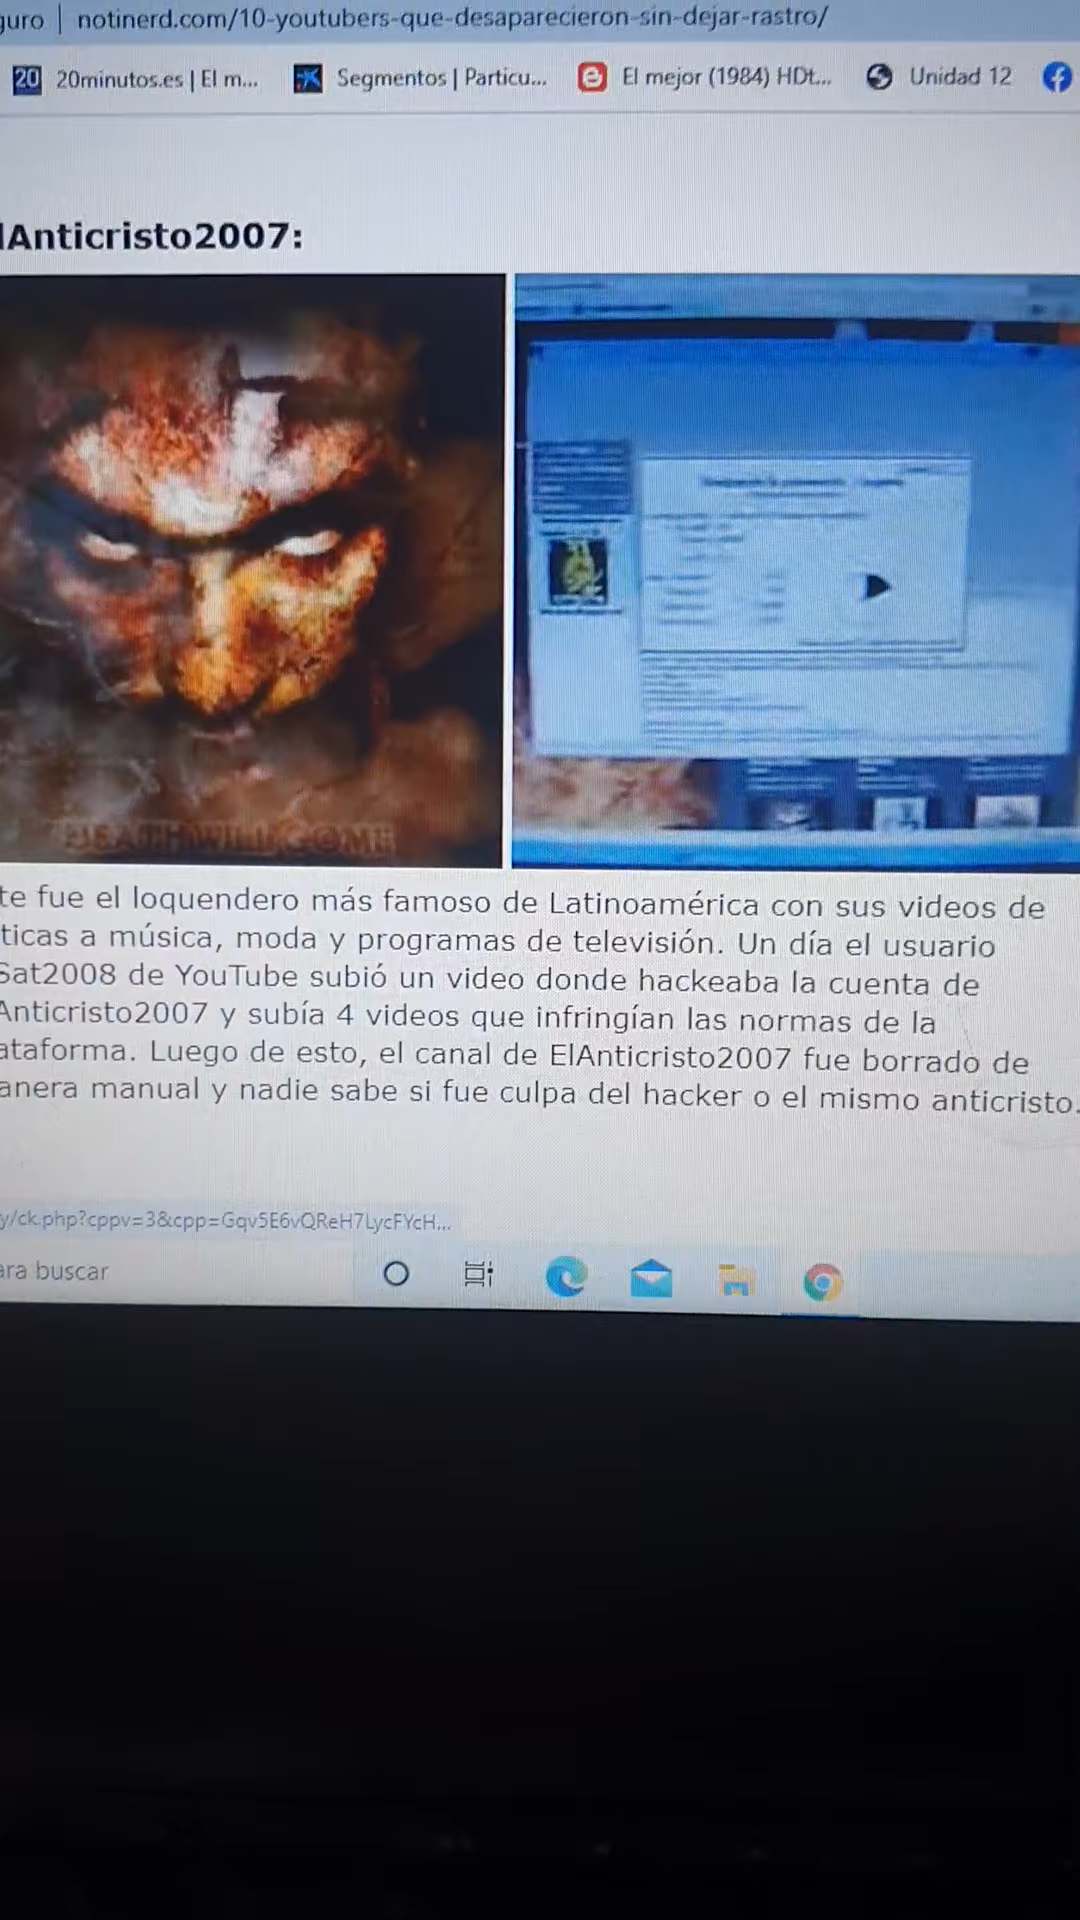 guro | notinerd.com/10-youtubers-que-desaparecieron-sin-dejar-rastro/
20 20minutos.es | El m... Segmentos | Particu... El mejor (1984) HDt... Unidad 12
lAnticristo2007:
DEATH WILL COME
te fue el loquendero más famoso de Latinoamérica con sus videos de
ticas a música, moda y programas de televisión. Un día el usuario
Sat2008 de YouTube subió un video donde hackeaba la cuenta de
Anticristo2007 y subía 4 videos que infringían las normas de la
ataforma. Luego de esto, el canal de ElAnticristo2007 fue borrado de
anera manual y nadie sabe si fue culpa del hacker o el mismo anticristo.
y/ck.php?cppv=3&cpp=Gqv5E6vQReH7LycFYcH...
ara buscar